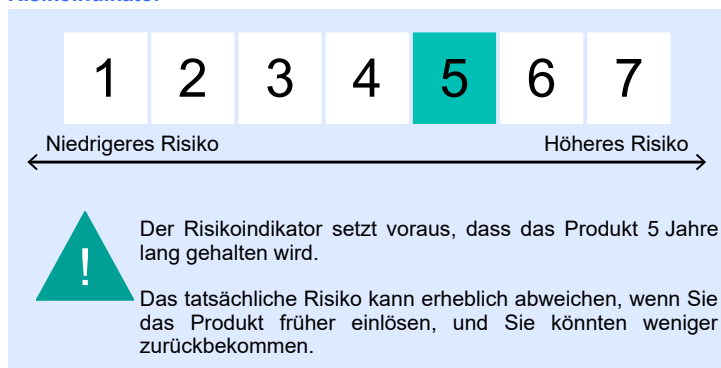 Risikoindikator
1 2 3 4 5 6 7
Niedrigeres Risiko Höheres Risiko
!
Der Risikoindikator setzt voraus, dass das Produkt 5 Jahre
lang gehalten wird.
Das tatsächliche Risiko kann erheblich abweichen, wenn Sie
das Produkt früher einlösen, und Sie könnten weniger
zurückbekommen.